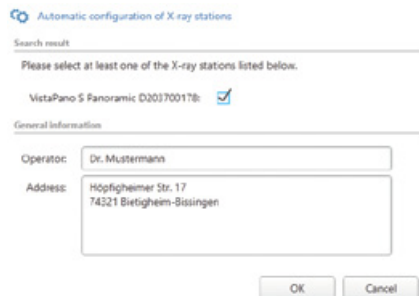 Automatic configuration of X-ray stations
Search result
Please select at least one of the X-ray stations listed below.
VistaPano S Panoramic D203700178:
General information
Operator: Dr. Mustermann
Address: Höpfigheimer Str. 17
74321 Bietigheim-Bissingen
OK Cancel